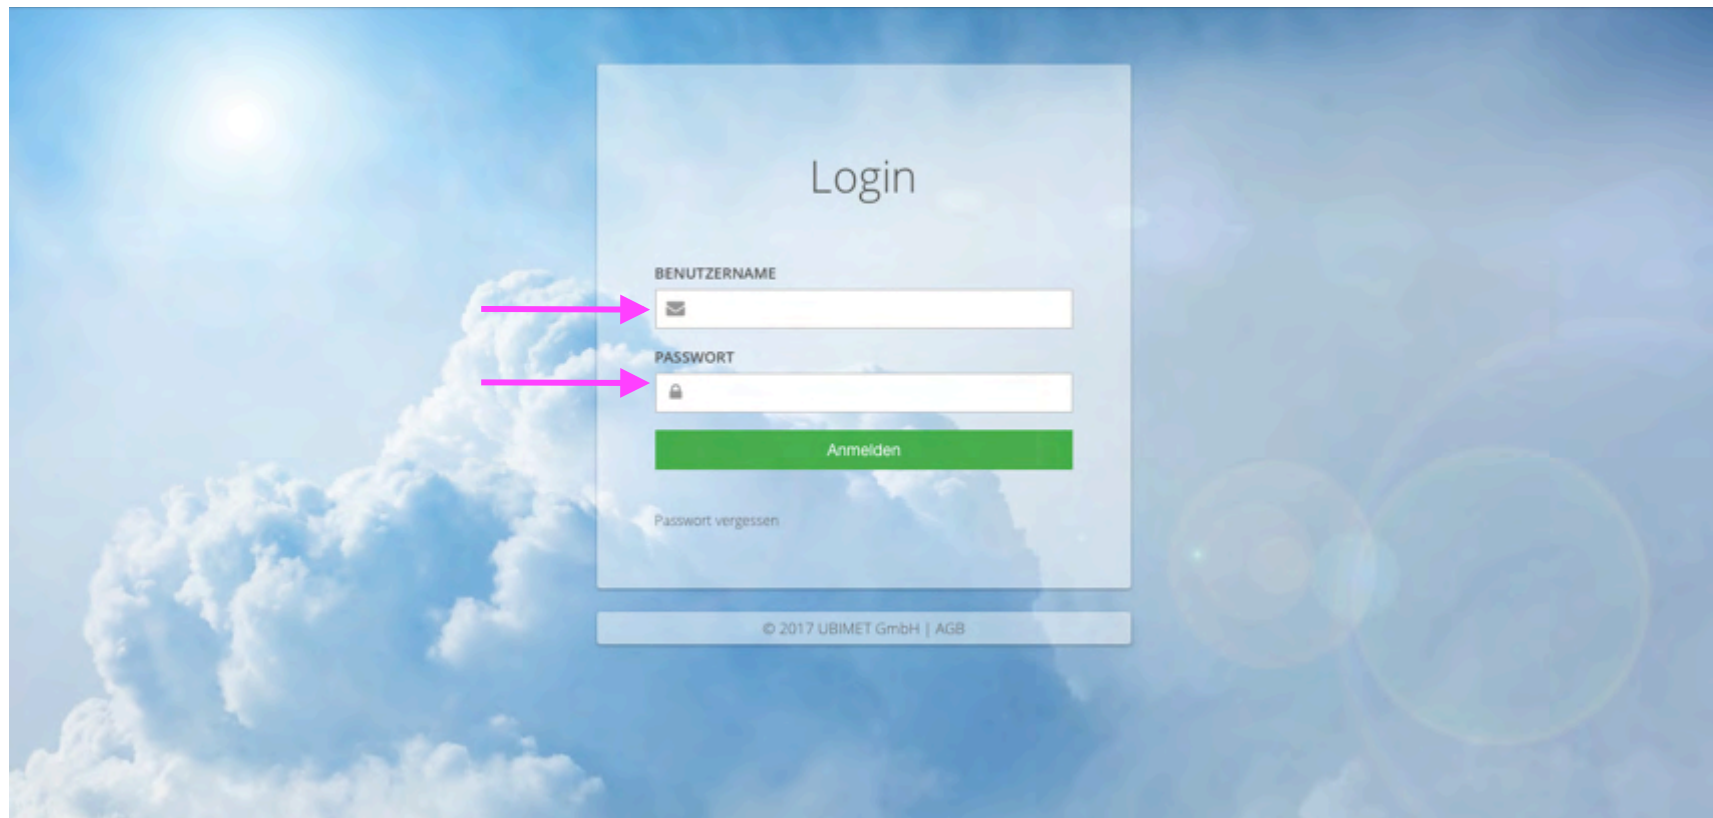 Login
BENUTZERNAME
PASSWORT
Anmelden
Passwort vergessen
© 2017 UBIMET GmbH | AGB